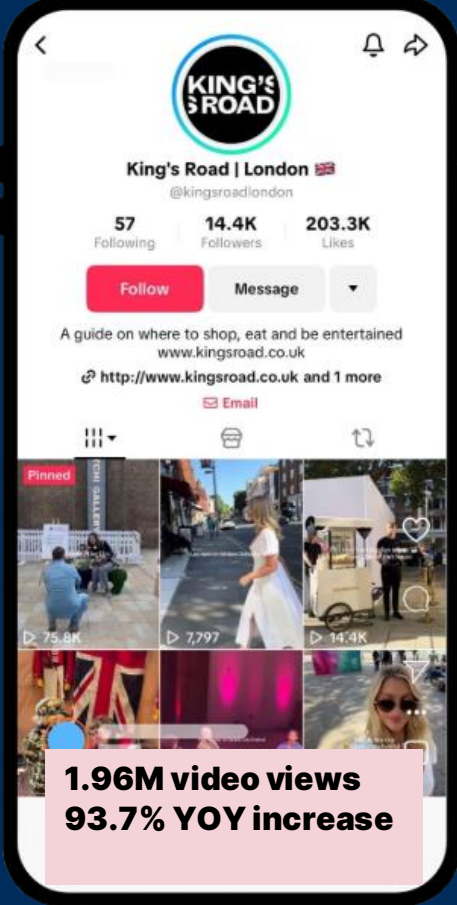 KING'S
ROAD
King's Road | London 🇬🇧
@kingsroadlondon
57 14.4K 203.3K
Following Followers Likes
Follow Message
A guide on where to shop, eat and be entertained
www.kingsroad.co.uk
http://www.kingsroad.co.uk and 1 more
Email
Pinned
CHI GALLERY
75.8K 7,797 14.4K
1.96M video views
93.7% YOY increase